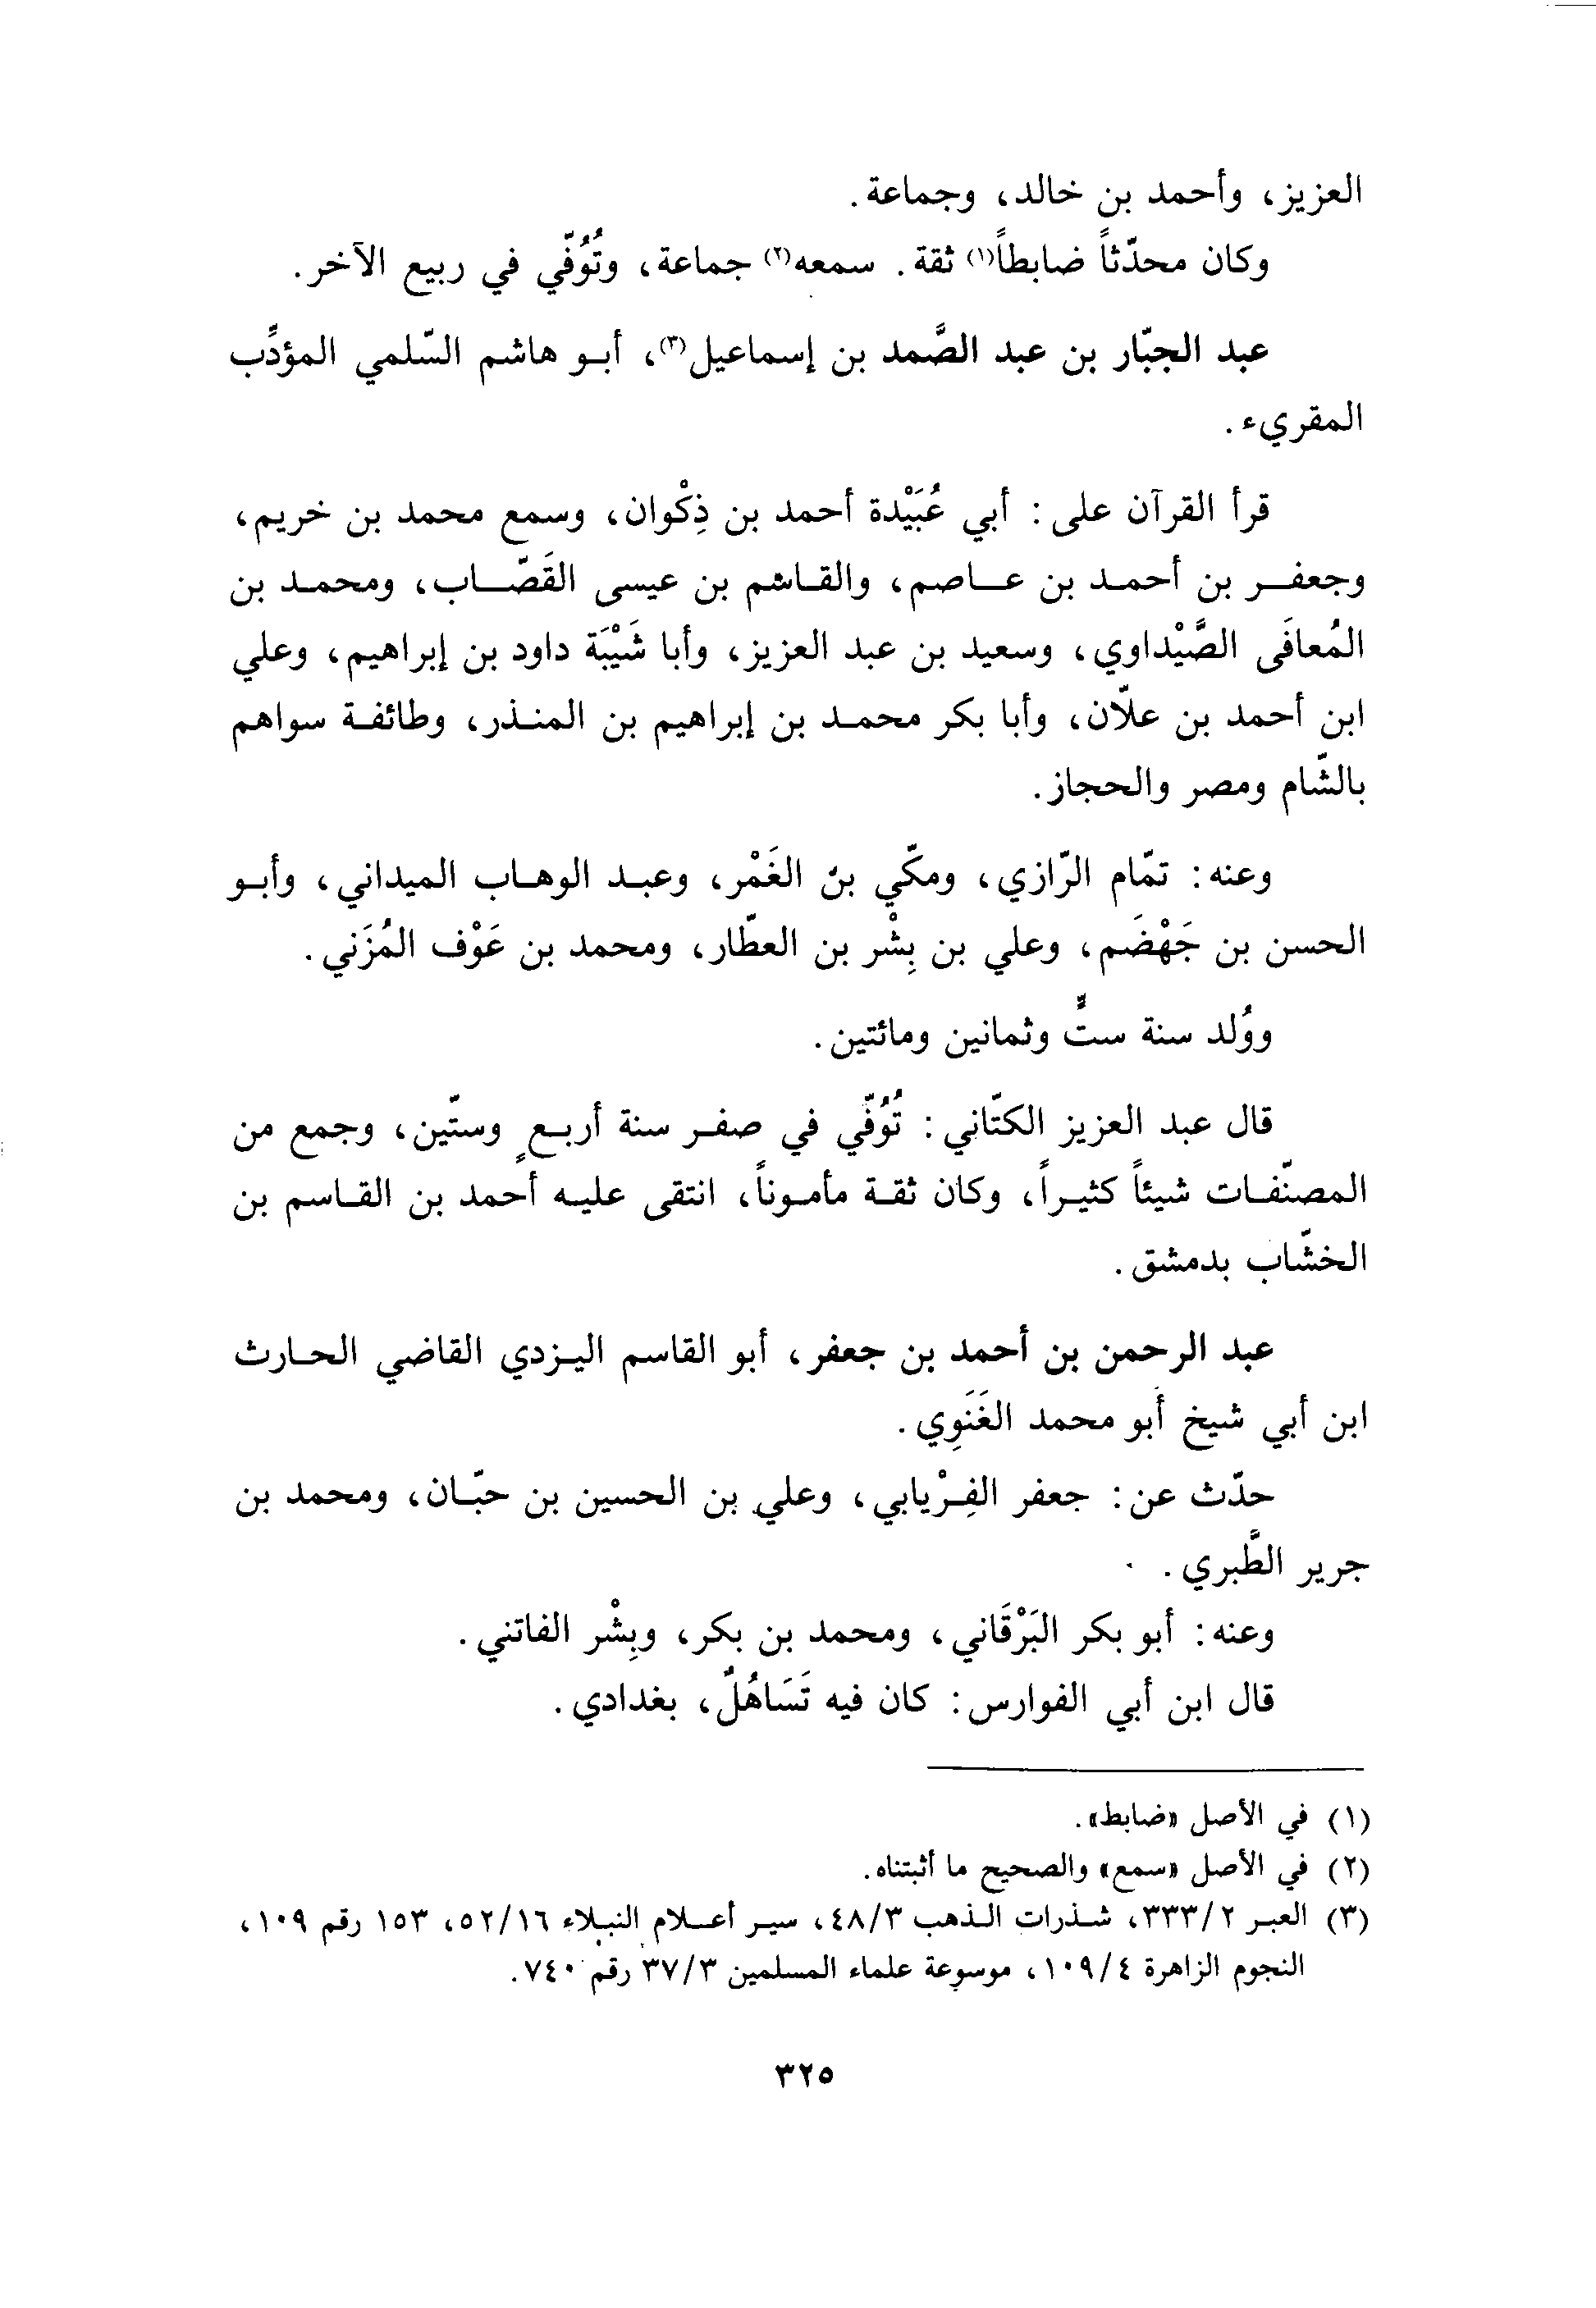 العزيز، وأحمد بن خالد، وجماعة.
وكان محدّثاً ضابطاً(١) ثقة. سمعه(٢) جماعة، وتُوُفّي في ربيع الآخر.
عبد الجبّار بن عبد الصَّمد بن إسماعيل(٣)، أبو هاشم السّلمي المؤدِّب
المقريء.
قرأ القرآن على: أبي عُبَيْدة أحمد بن ذِكْوان، وسمع محمد بن خريم،
وجعفر بن أحمد بن عاصم، والقاشم بن عيسى القَصّاب، ومحمد بن
المُعافَى الصَّيْداوي، وسعيد بن عبد العزيز، وأبا شَيْبَة داود بن إبراهيم، وعلي
ابن أحمد بن علّان، وأبا بكر محمد بن إبراهيم بن المنذر، وطائفة سواهم
بالشّام ومصر والحجاز.
وعنه: تمّام الرّازي، ومكّي بن الغَمْر، وعبد الوهاب الميداني، وأبو
الحسن بن جَهْضَم، وعلي بن بِشْر بن العطّار، ومحمد بن عَوْف المُزَني.
ووُلد سنة ستٍّ وثمانين ومائتين.
قال عبد العزيز الكتّاني: تُوُفّي في صفر سنة أربعٍ وستّين، وجمع من
المصنّفات شيئاً كثيراً، وكان ثقة مأموناً، انتقى عليه أحمد بن القاسم بن
الخشّاب بدمشق.
عبد الرحمن بن أحمد بن جعفر، أبو القاسم اليزدي القاضي الحارث
ابن أبي شيخ أبو محمد الغَنَوِي.
حدّث عن: جعفر الفِرْيابي، وعلي بن الحسين بن حبّان، ومحمد بن
جرير الطَّبري.
وعنه: أبو بكر البَرْقَاني، ومحمد بن بكر، وبِشْر الفاتني.
قال ابن أبي الفوارس: كان فيه تَسَاهُلٌ، بغدادي.
(١) في الأصل «ضابط».
(٢) في الأصل «سمع» والصحيح ما أثبتناه.
(٣) العبر ٣٣٣/٢، شذرات الذهب ٤٨/٣، سير أعلام النبلاء ٥٢/١٦، ١٥٣ رقم ١٠٩،
النجوم الزاهرة ١٠٩/٤، موسوعة علماء المسلمين ٣٧/٣ رقم ٧٤٠.
٣٢٥